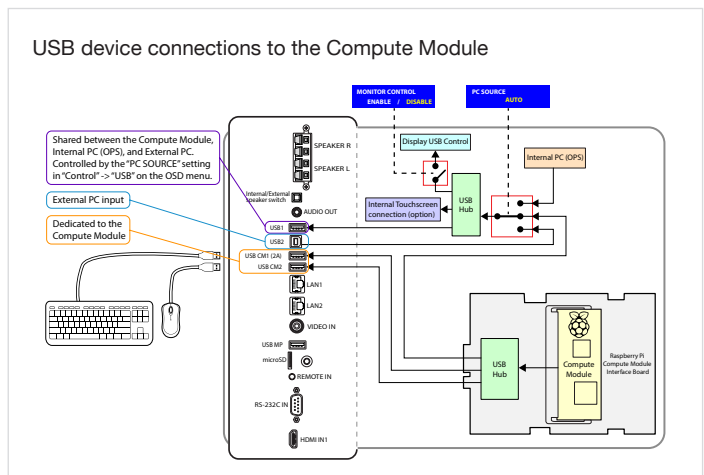 USB device connections to the Compute Module
MONITOR CONTROL
ENABLE / DISABLE
PC SOURCE
AUTO
Shared between the Compute Module,
Internal PC (OPS), and External PC.
Controlled by the "PC SOURCE" setting
in "Control" -> "USB" on the OSD menu.
External PC input
Dedicated to the
Compute Module
SPEAKER R
SPEAKER L
Internal/External
speaker switch
AUDIO OUT
USB1
USB2
USB CM1 (2A)
USB CM2
LAN1
LAN2
VIDEO IN
USB MP
microSD
REMOTE IN
RS-232C IN
HDMI IN1
Display USB Control
Internal Touchscreen
connection (option)
USB
Hub
Internal PC (OPS)
USB
Hub
Compute
Module
Raspberry Pi
Compute Module
Interface Board